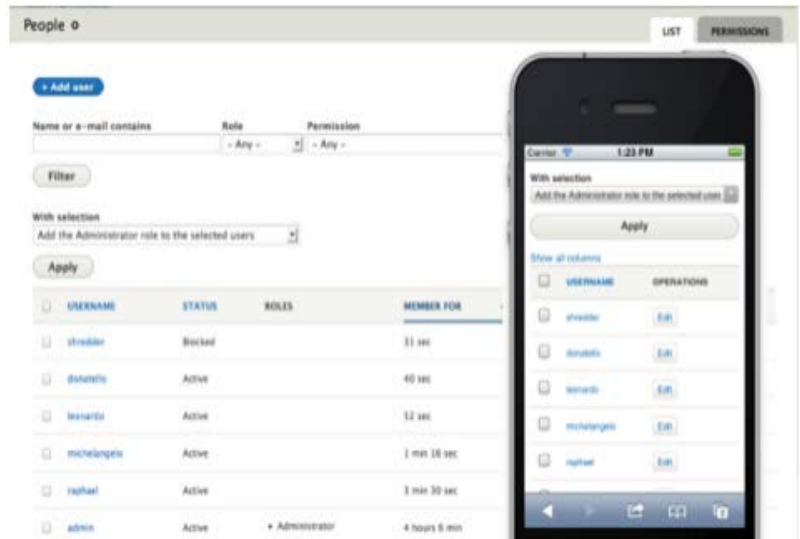 People
LIST PERMISSIONS
+ Add user
Name or e-mail contains Role Permission
- Any - - Any -
Filter
With selection
Add the Administrator role to the selected users
Apply
USERNAME STATUS ROLES MEMBER FOR
shredder Blocked 31 sec
donatello Active 40 sec
leonardo Active 52 sec
michelangelo Active 1 min 18 sec
raphael Active 3 min 30 sec
admin Active Administrator 4 hours 6 min
Carrier 1:23 PM
With selection
Add the Administrator role to the selected user
Apply
Show all columns
USERNAME OPERATIONS
shredder Edit
donatello Edit
leonardo Edit
michelangelo Edit
raphael Edit